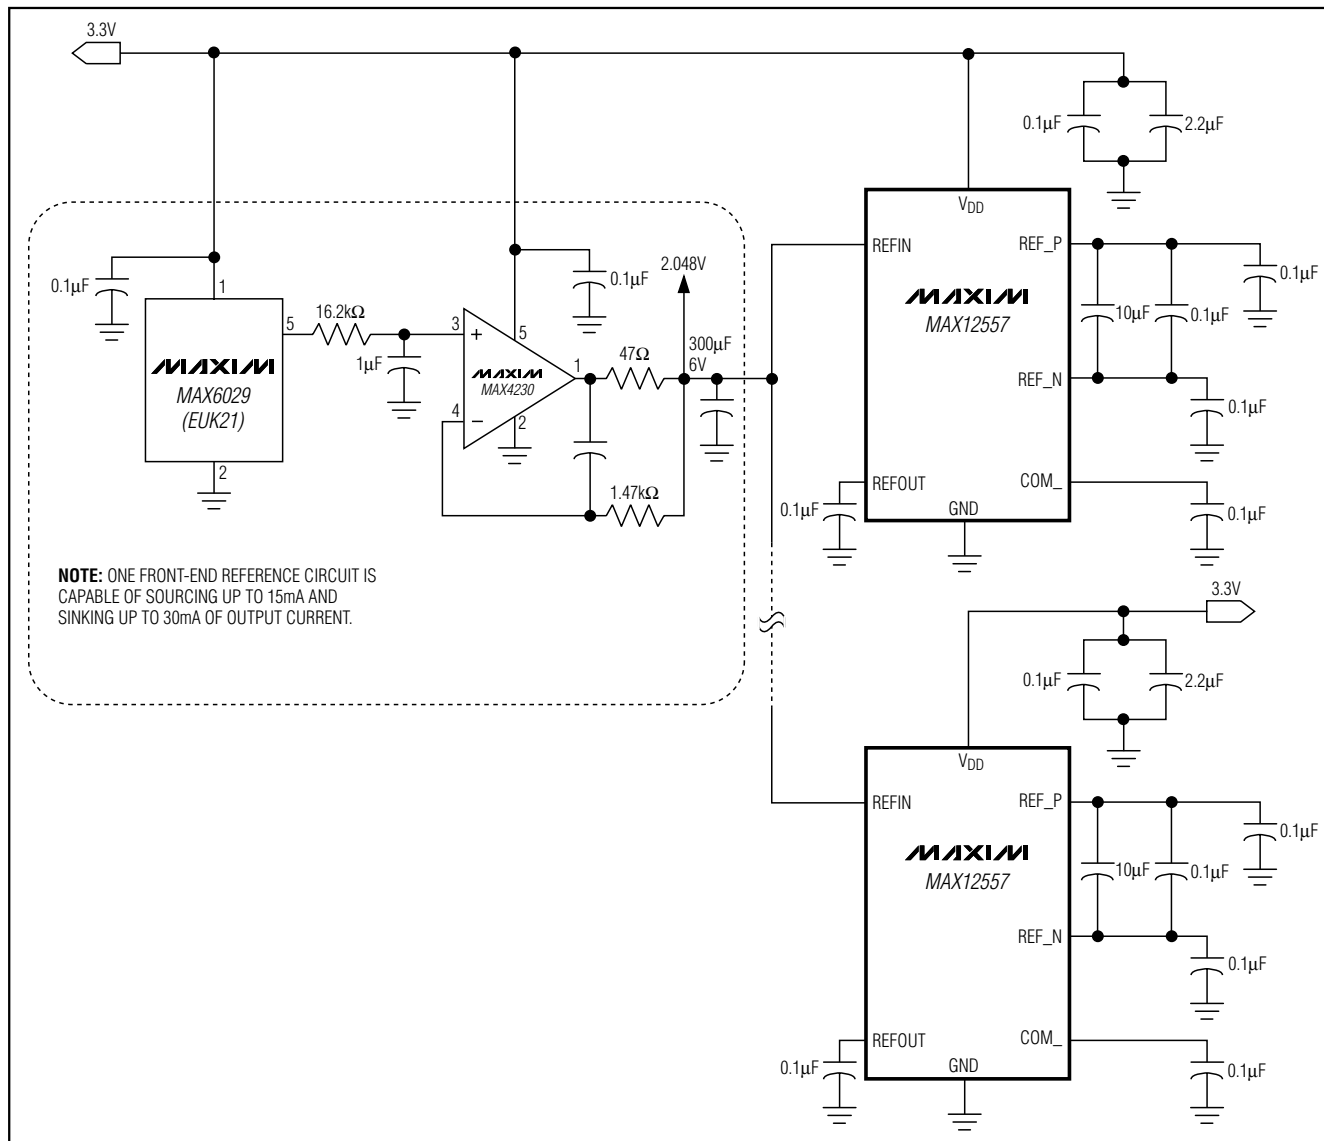 3.3V
0.1µF
2.2µF
VDD
REFIN
REF_P
0.1µF
MAXIM
MAX12557
10µF
0.1µF
REF_N
0.1µF
REFOUT
COM_
0.1µF
GND
0.1µF
0.1µF
1
MAXIM
MAX6029
(EUK21)
5
2
16.2kΩ
1µF
3
+
5
0.1µF
MAXIM
MAX4230
4
−
2
1
47Ω
2.048V
300µF
6V
1.47kΩ
NOTE: ONE FRONT-END REFERENCE CIRCUIT IS
CAPABLE OF SOURCING UP TO 15mA AND
SINKING UP TO 30mA OF OUTPUT CURRENT.
3.3V
0.1µF
2.2µF
VDD
REFIN
REF_P
0.1µF
MAXIM
MAX12557
10µF
0.1µF
REF_N
0.1µF
REFOUT
COM_
0.1µF
GND
0.1µF